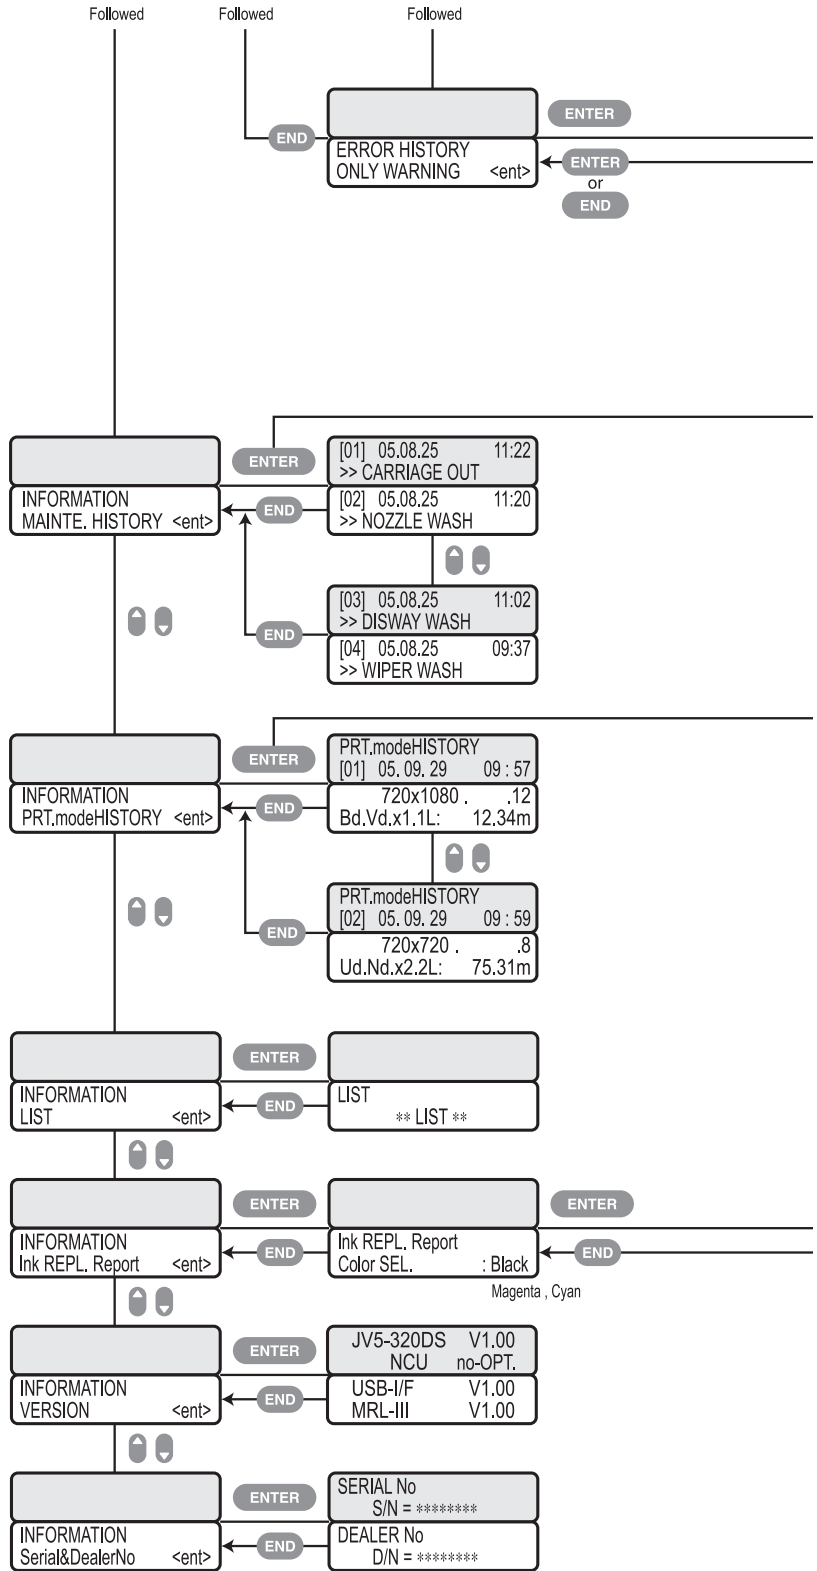 Followed Followed Followed
ENTER
END
ERROR HISTORY
ONLY WARNING <ent>
ENTER
or
END
ENTER
[01] 05.08.25 11:22
>> CARRIAGE OUT
INFORMATION
MAINTE. HISTORY <ent>
END
[02] 05.08.25 11:20
>> NOZZLE WASH
[03] 05.08.25 11:02
>> DISWAY WASH
END
[04] 05.08.25 09:37
>> WIPER WASH
ENTER
PRT.modeHISTORY
[01] 05. 09. 29 09 : 57
INFORMATION
PRT.modeHISTORY <ent>
END
720x1080 . .12
Bd.Vd.x1.1L: 12.34m
PRT.modeHISTORY
[02] 05. 09. 29 09 : 59
END
720x720 . .8
Ud.Nd.x2.2L: 75.31m
ENTER
INFORMATION
LIST <ent>
END
LIST
** LIST **
ENTER
ENTER
INFORMATION
Ink REPL. Report <ent>
END
Ink REPL. Report
Color SEL. : Black
END
Magenta , Cyan
ENTER
JV5-320DS V1.00
NCU no-OPT.
INFORMATION
VERSION <ent>
END
USB-I/F V1.00
MRL-III V1.00
ENTER
SERIAL No
S/N = ********
INFORMATION
Serial&DealerNo <ent>
END
DEALER No
D/N = ********